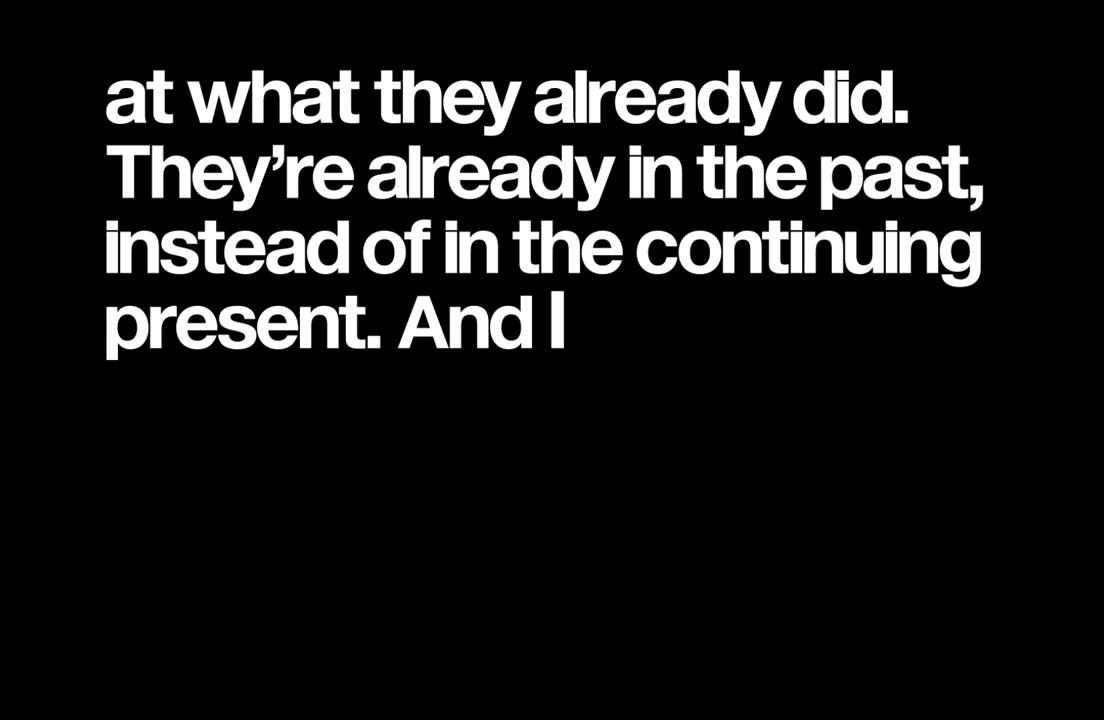 at what they already did.
They’re already in the past,
instead of in the continuing
present. And I